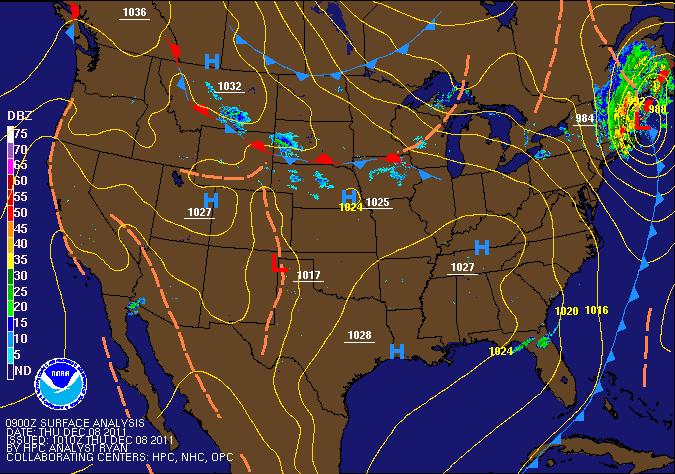 1036
H
1032
DBZ
75
70
65
60
55
50
45
40
35
30
25
20
15
10
5
ND
984
L
988
H
1027
H
1024
1025
L
1017
H
1027
1020 1016
1028
H
1024
NOAA
0900Z SURFACE ANALYSIS
DATE: THU DEC 08 2011
ISSUED: 1010Z THU DEC 08 2011
BY HPC ANALYST RYAN
COLLABORATING CENTERS: HPC, NHC, OPC